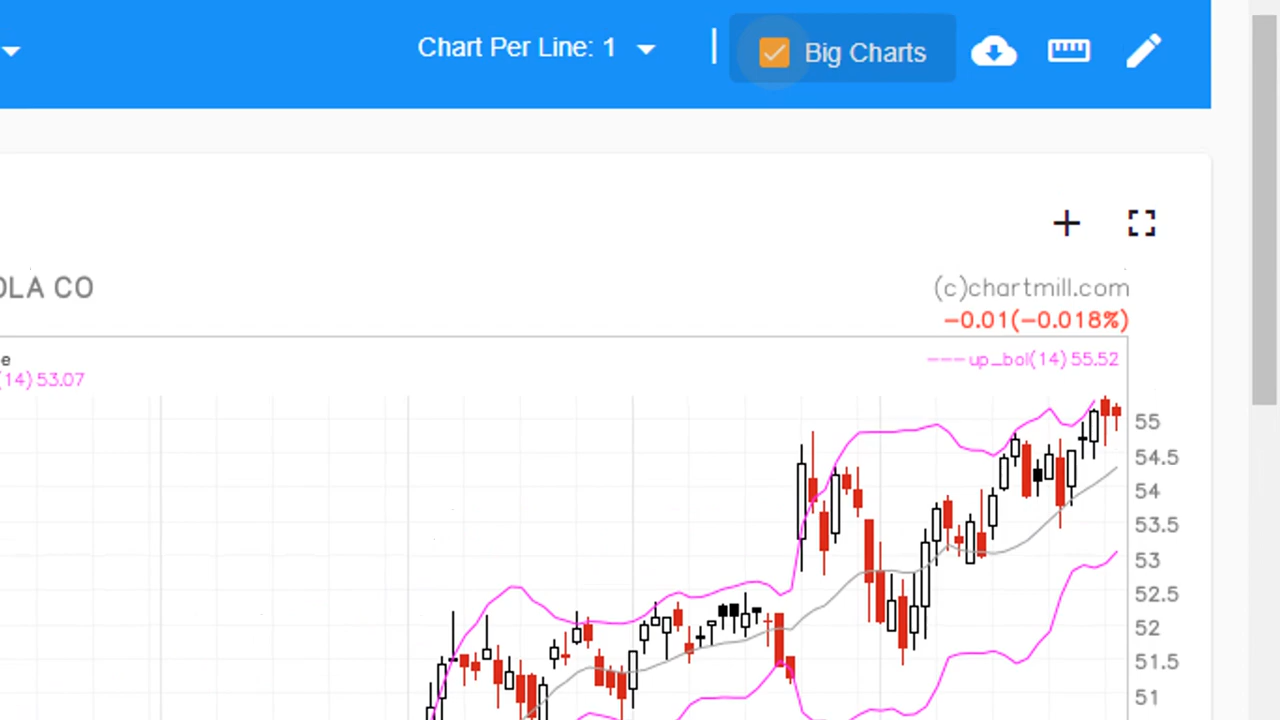 Chart Per Line: 1
Big Charts
OLA CO
(c)chartmill.com
-0.01(-0.018%)
e
up_bol(14) 55.52
(14) 53.07
55
54.5
54
53.5
53
52.5
52
51.5
51